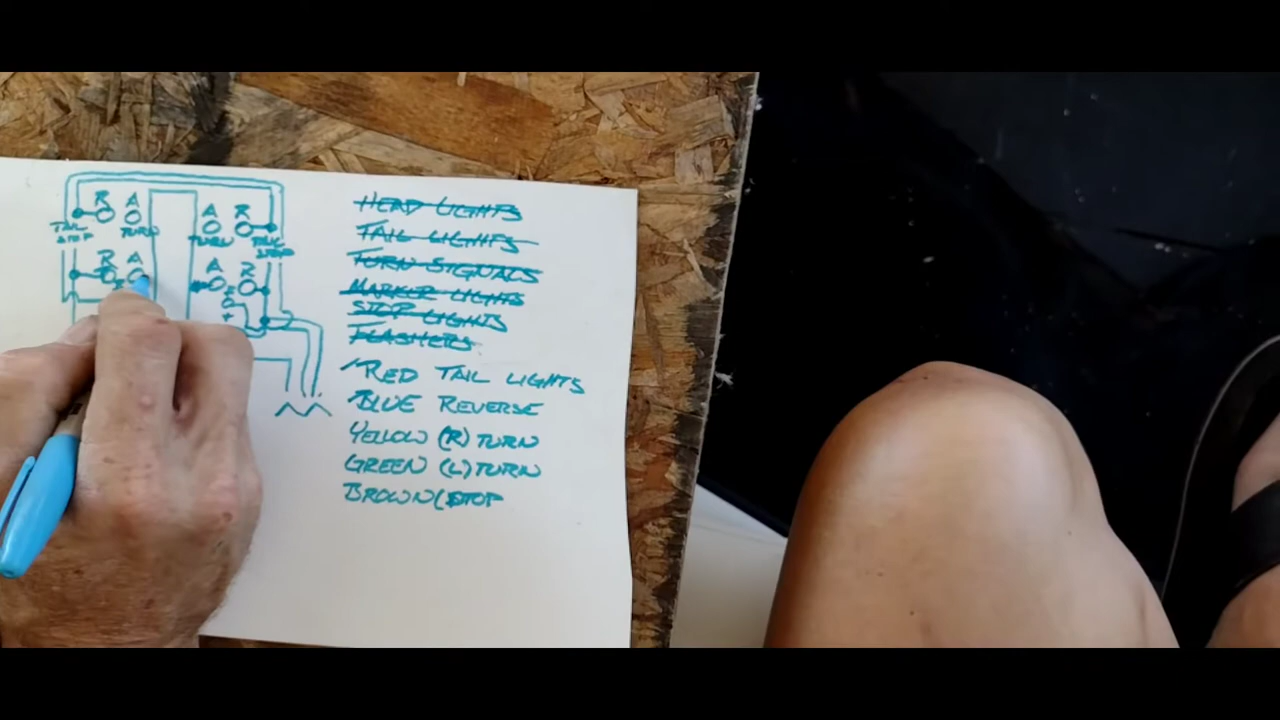 R A
TAIL STOP TURN
R A
A R
TURN TAIL STOP
A R
+
HEAD LIGHTS
TAIL LIGHTS
TURN SIGNALS
MARKER LIGHTS
STOP LIGHTS
FLASHERS
RED TAIL LIGHTS
BLUE REVERSE
YELLOW (R) TURN
GREEN (L) TURN
BROWN (STOP